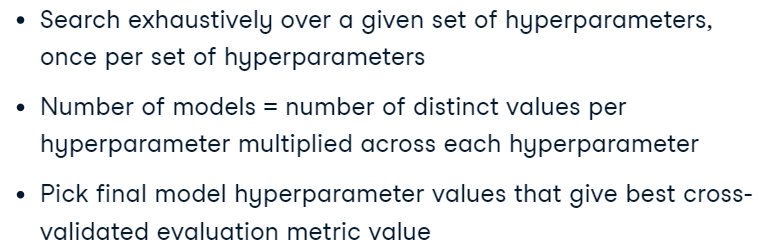 • Search exhaustively over a given set of hyperparameters,
once per set of hyperparameters
• Number of models = number of distinct values per
hyperparameter multiplied across each hyperparameter
• Pick final model hyperparameter values that give best cross-
validated evaluation metric value